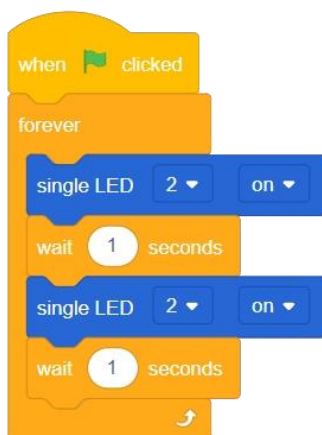 when clicked
forever
single LED 2 on
wait 1 seconds
single LED 2 on
wait 1 seconds